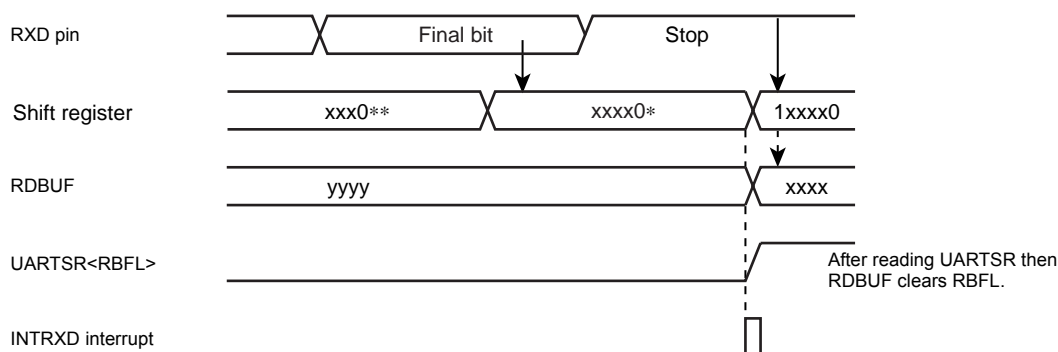 RXD pin
Final bit
Stop
Shift register
xxx0**
xxxx0*
1xxxx0
RDBUF
yyyy
xxxx
UARTSR<RBFL>
After reading UARTSR then
RDBUF clears RBFL.
INTRXD interrupt